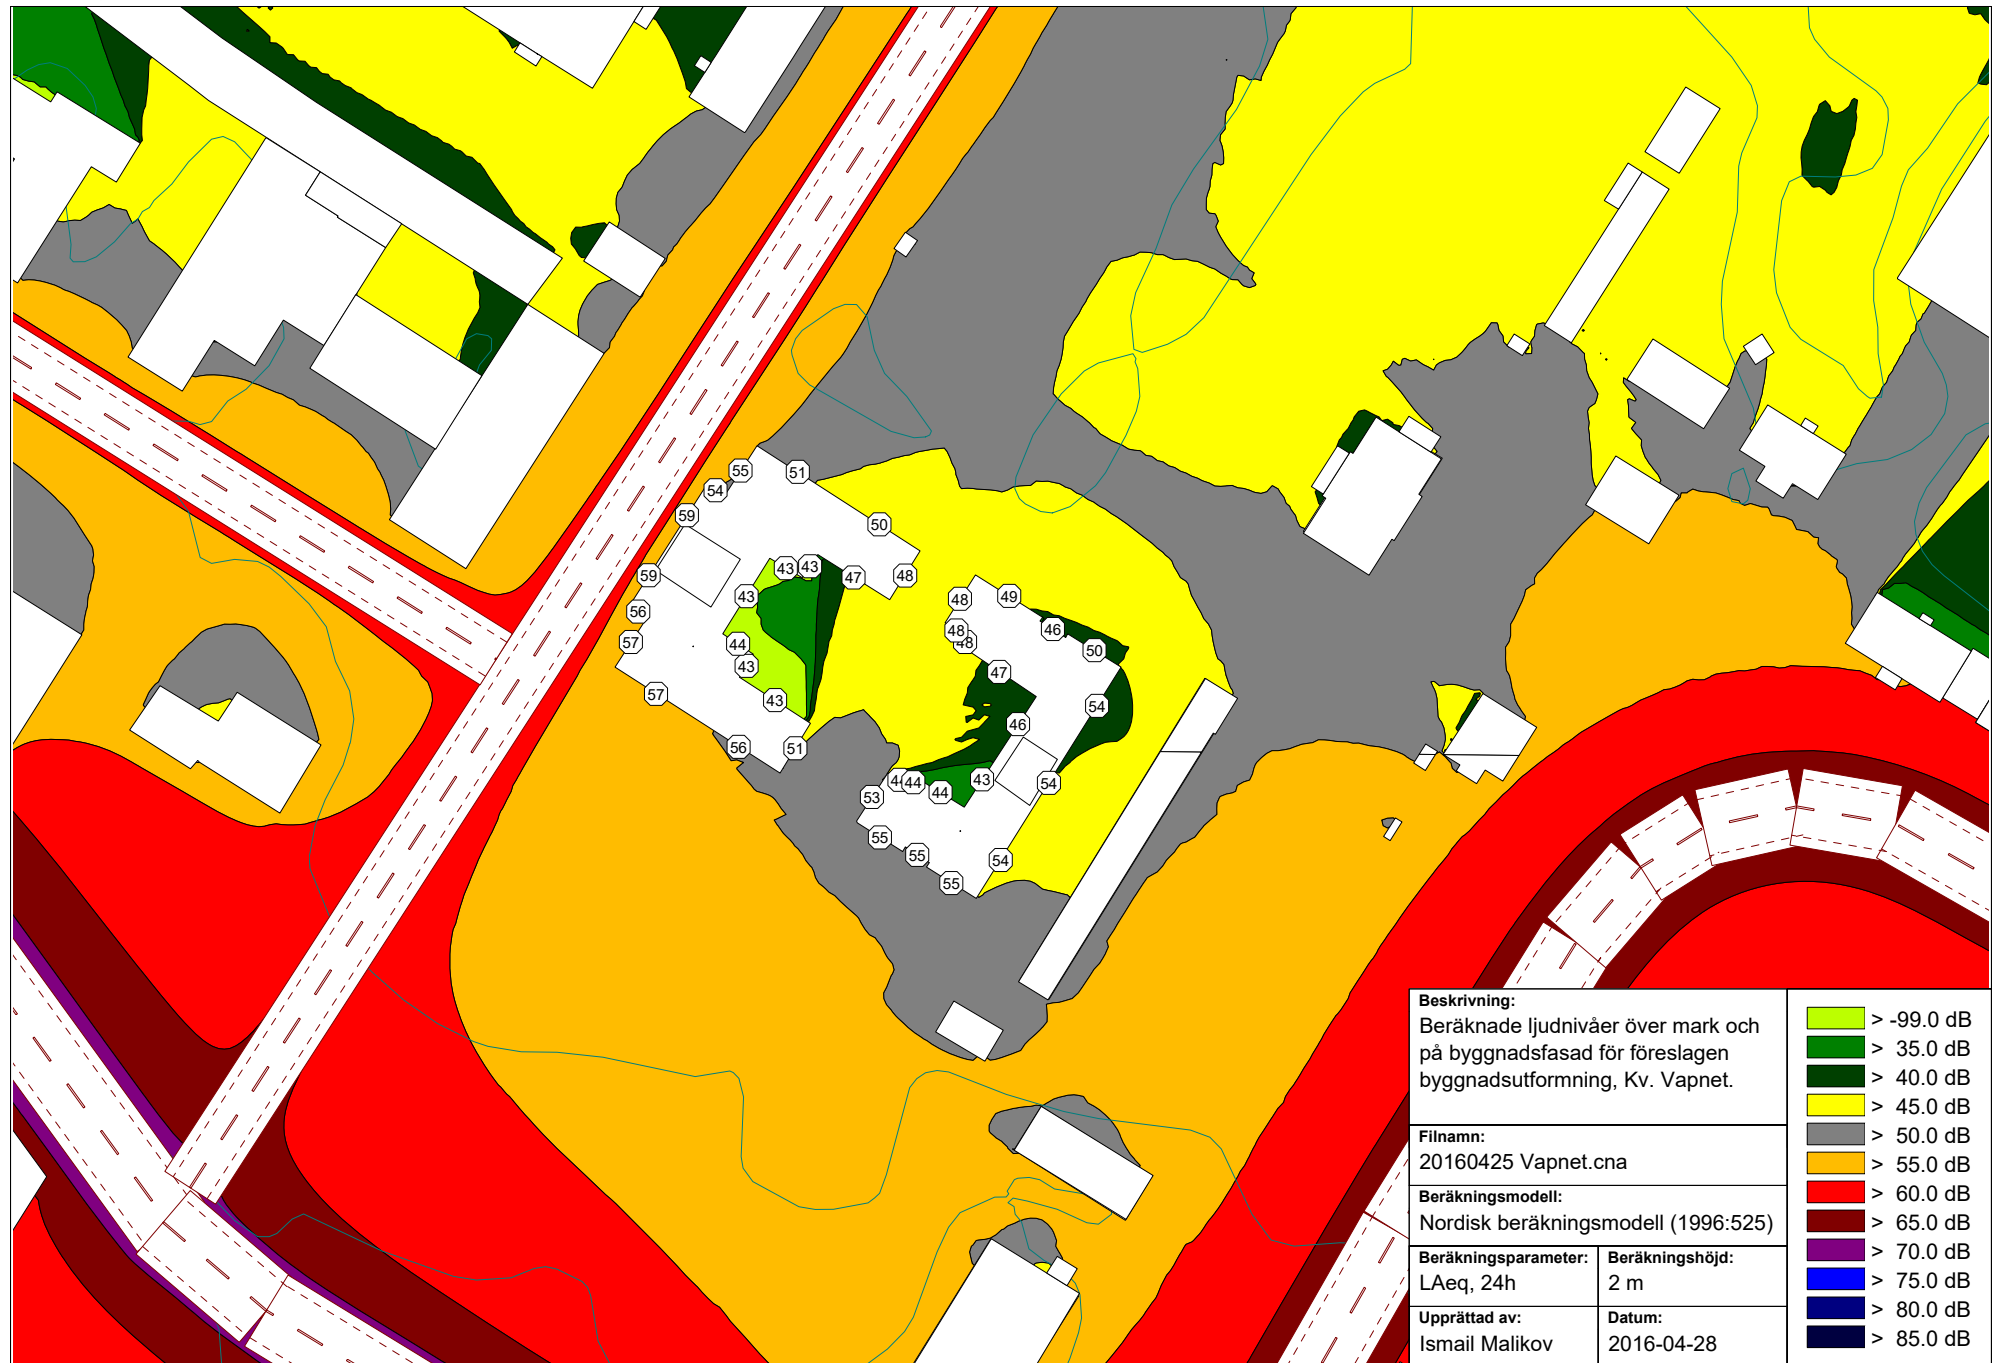 55
51
54
59
50
43
43
47
48
59
43
56
57
44
43
57
43
56
51
48
49
48
48
46
50
47
54
46
44
44
43
54
53
44
55
55
54
55
Beskrivning:
Beräknade ljudnivåer över mark och
på byggnadsfasad för föreslagen
byggnadsutformning, Kv. Vapnet.
Filnamn:
20160425 Vapnet.cna
Beräkningsmodell:
Nordisk beräkningsmodell (1996:525)
Beräkningsparameter:
LAeq, 24h
Beräkningshöjd:
2 m
Upprättad av:
Ismail Malikov
Datum:
2016-04-28
> -99.0 dB
> 35.0 dB
> 40.0 dB
> 45.0 dB
> 50.0 dB
> 55.0 dB
> 60.0 dB
> 65.0 dB
> 70.0 dB
> 75.0 dB
> 80.0 dB
> 85.0 dB